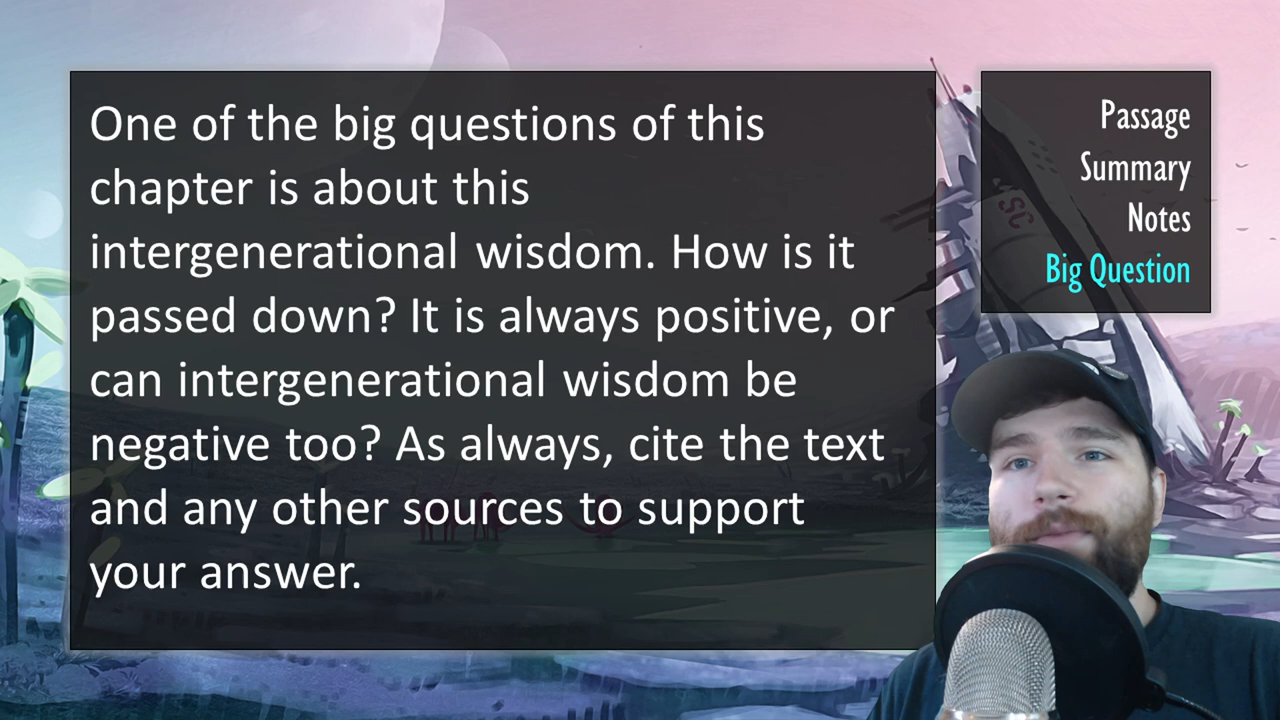 One of the big questions of this
chapter is about this
intergenerational wisdom. How is it
passed down? It is always positive, or
can intergenerational wisdom be
negative too? As always, cite the text
and any other sources to support
your answer.
Passage
Summary
Notes
Big Question